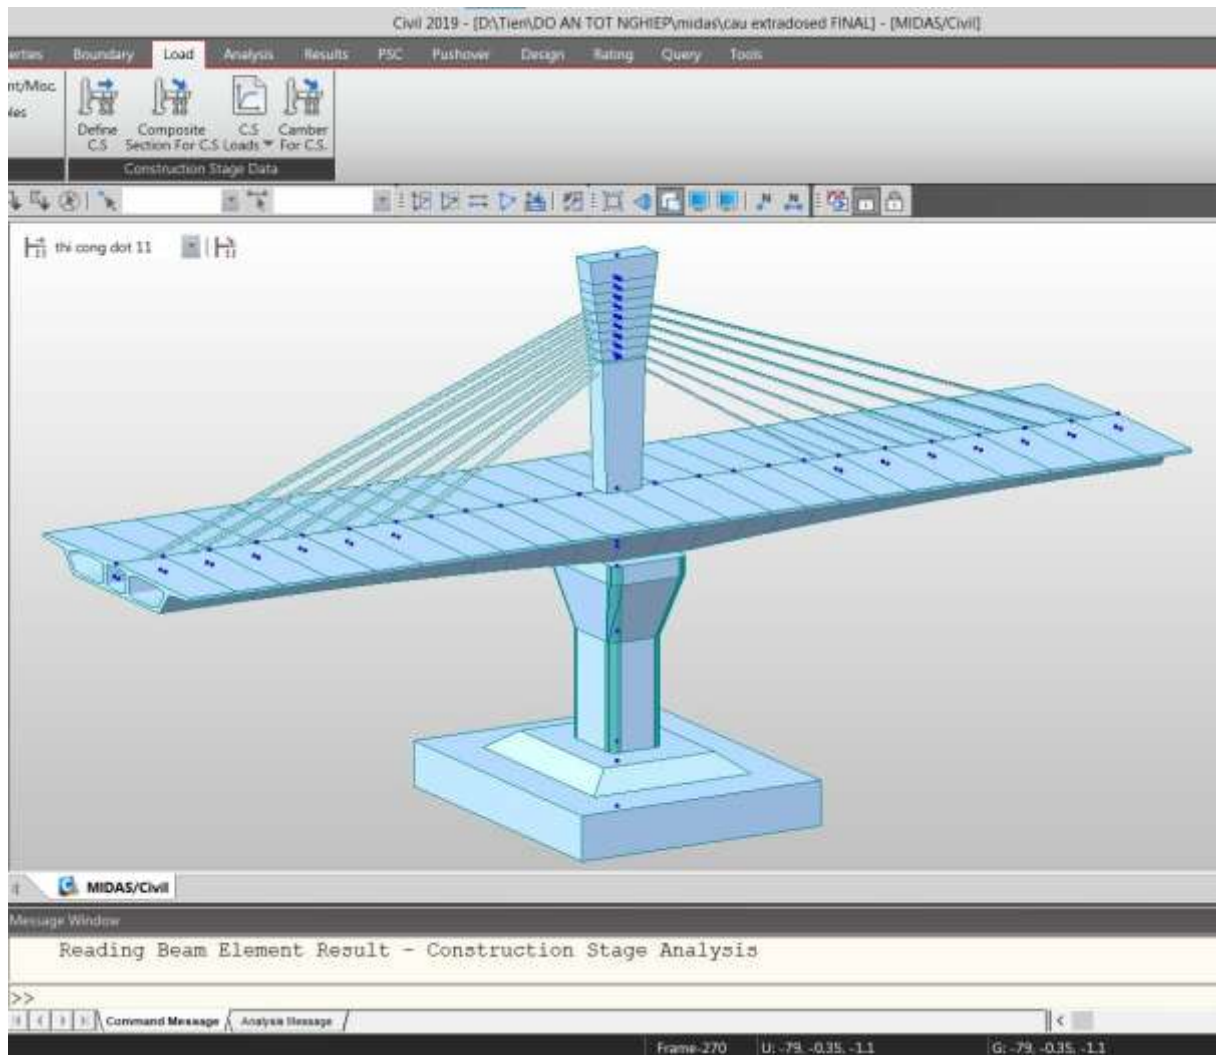 Civil 2019 - [D:\Tien\DO AN TOT NGHIEP\midas\cau extradosed FINAL] - [MIDAS/Civil]
Boundary Load Analysis Results PSC Pushover Design Rating Query Tools
nt/Misc.
Define C.S
Composite Section For C.S
C.S Loads
Camber For C.S.
Construction Stage Data
thi cong dot 11
MIDAS/Civil
Message Window
Reading Beam Element Result - Construction Stage Analysis
>>
Command Message Analysis Message
Frame-270 U: -79, -0.35, -1.1 G: -79, -0.35, -1.1